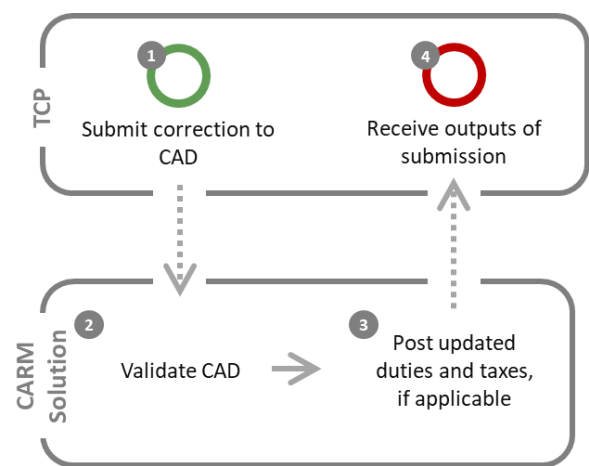 TCP
1
Submit correction to
CAD
4
Receive outputs of
submission
CARM
Solution
2
Validate CAD
3
Post updated
duties and taxes,
if applicable